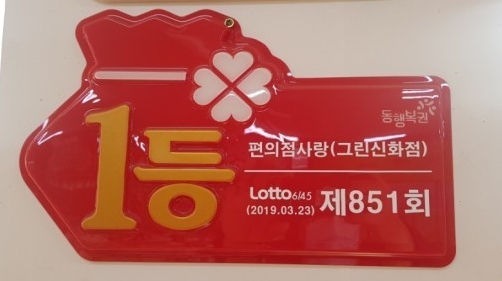 1등
동행복권
편의점사랑(그린신화점)
Lotto 6/45
(2019.03.23)
제851회